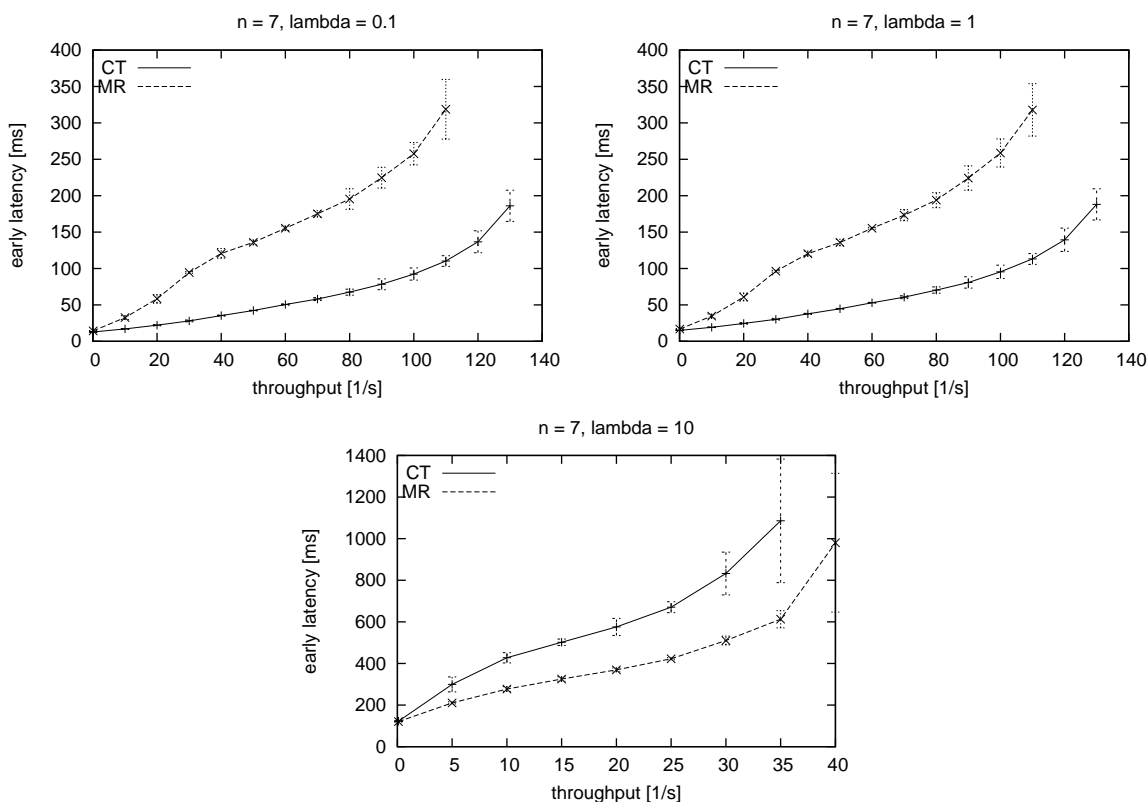 n = 7, lambda = 0.1
400
350
300
250
200
150
100
50
0
early latency [ms]
CT
MR
0 20 40 60 80 100 120 140
throughput [1/s]
n = 7, lambda = 1
400
350
300
250
200
150
100
50
0
early latency [ms]
CT
MR
0 20 40 60 80 100 120 140
throughput [1/s]
n = 7, lambda = 10
1400
1200
1000
800
600
400
200
0
early latency [ms]
CT
MR
0 5 10 15 20 25 30 35 40
throughput [1/s]